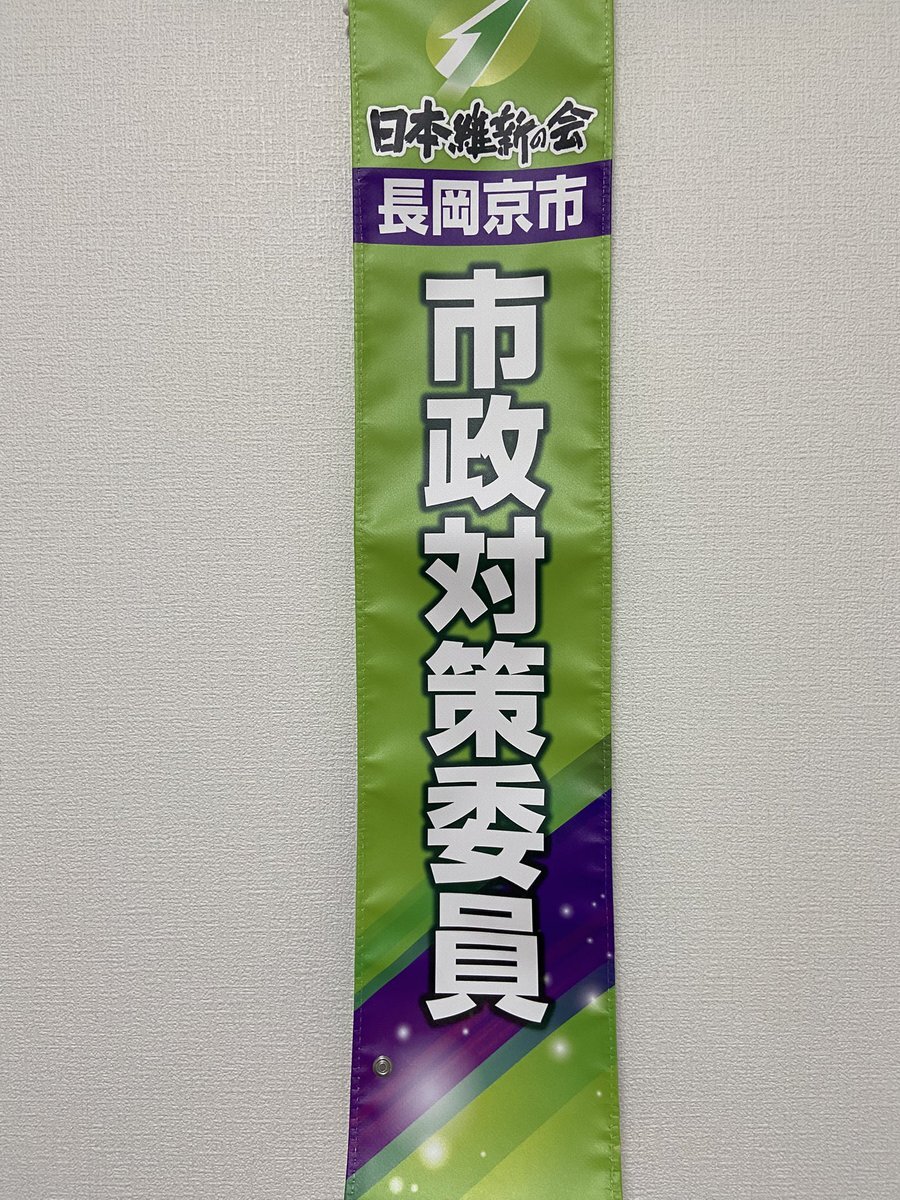 日本維新の会
長岡京市
市政対策委員